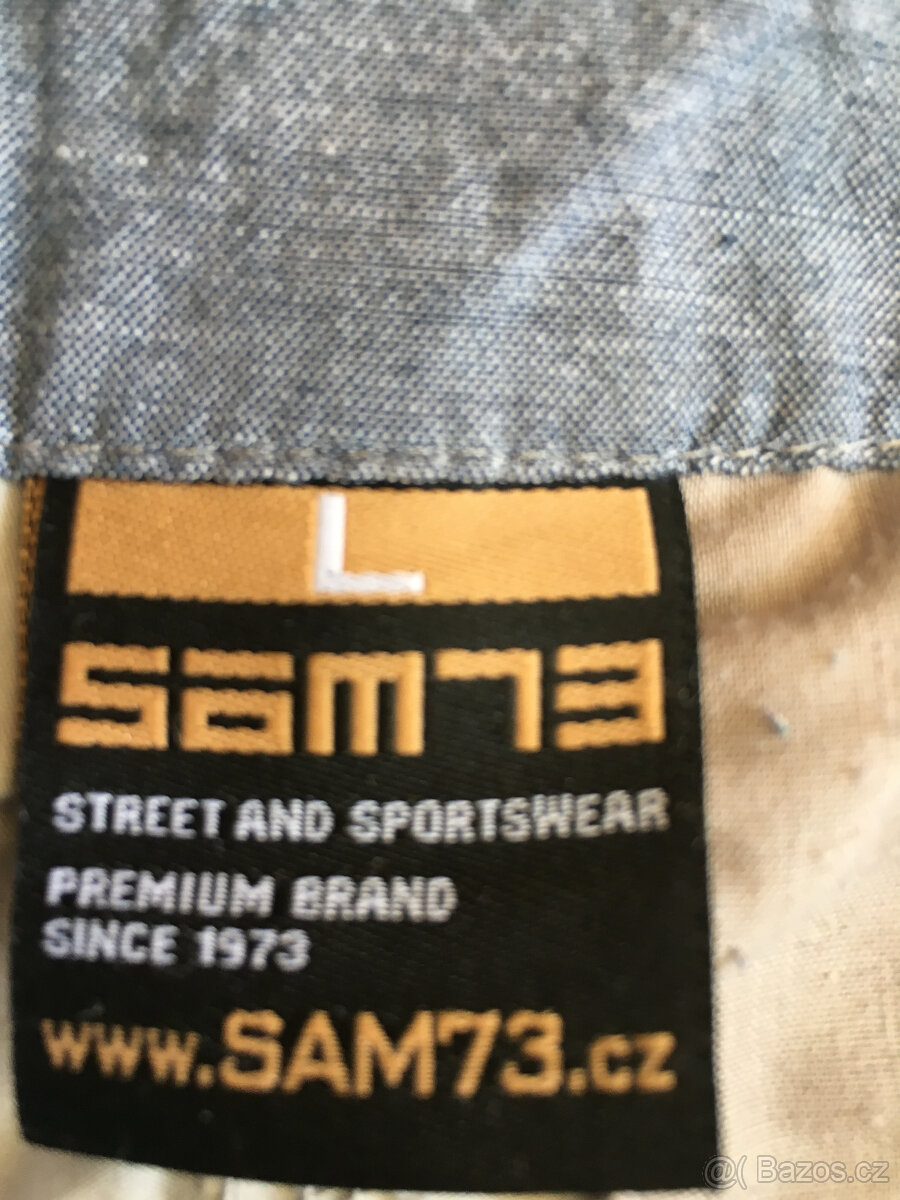 L
sam73
STREET AND SPORTSWEAR
PREMIUM BRAND
SINCE 1973
www.SAM73.cz
@( Bazos.cz